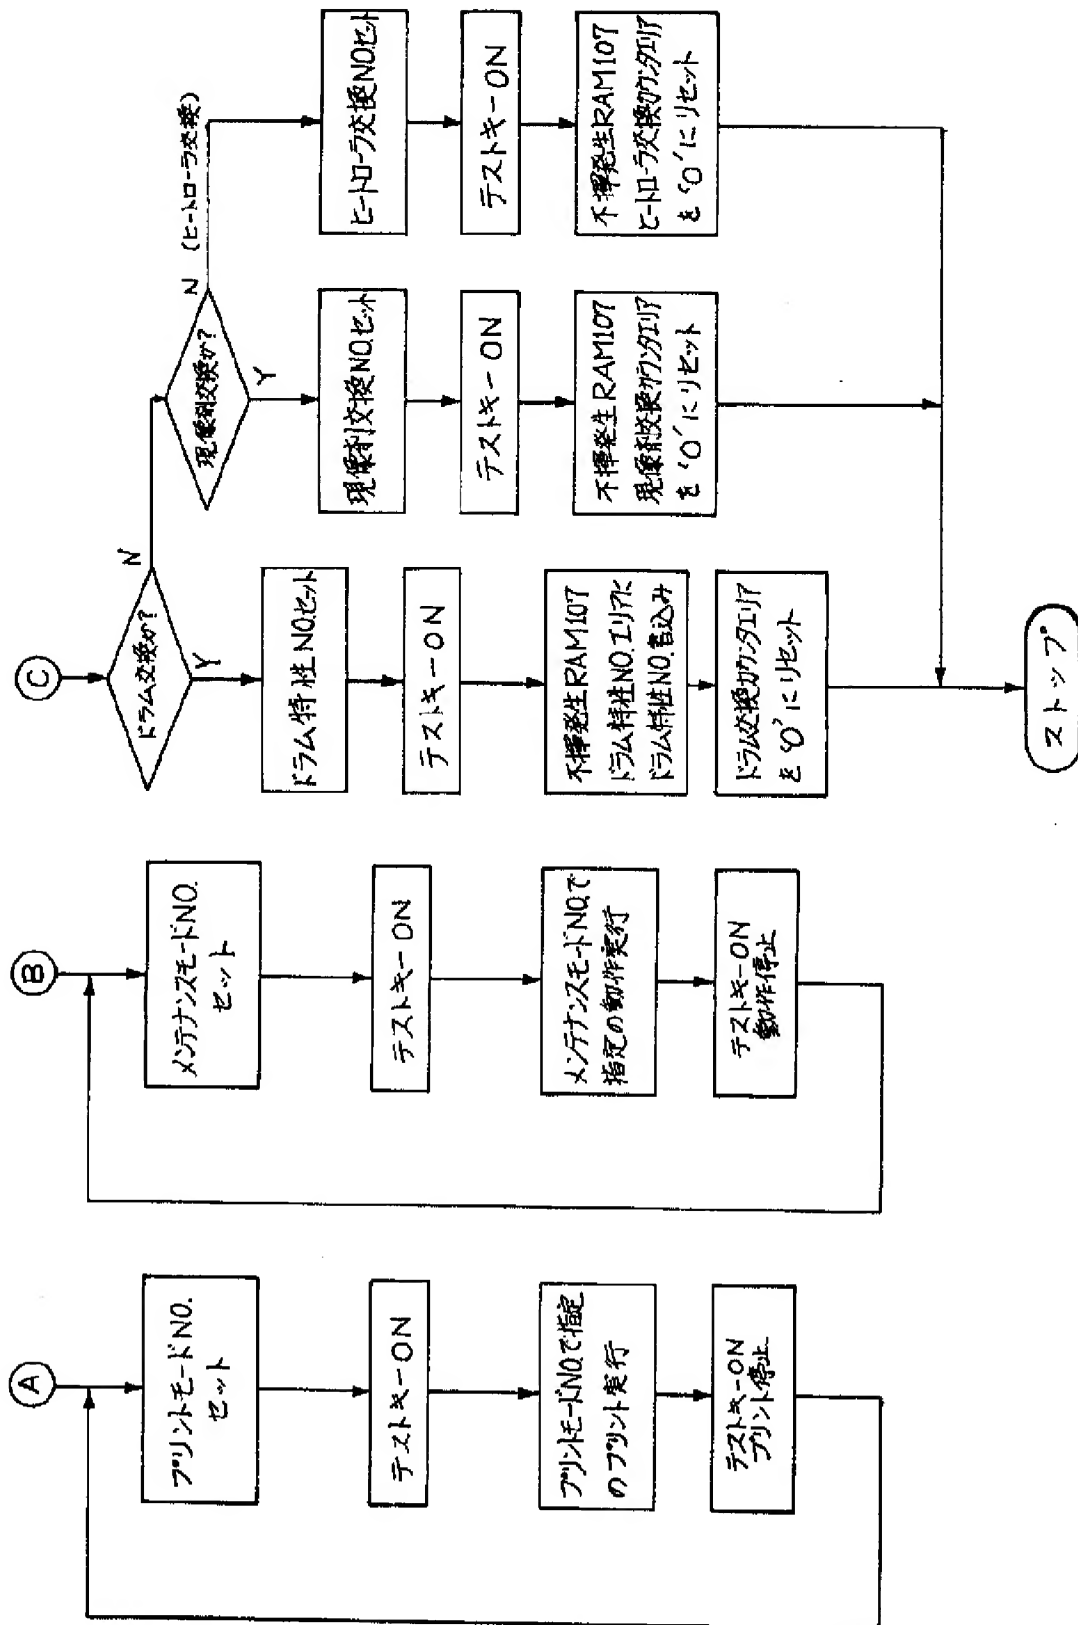 A
プリントモードNO.
セット
テストキーON
プリントモードNO.で指定
のプリント実行
テストキーON
プリント停止
B
メンテナンスモードNO.
セット
テストキーON
メンテナンスモードNO.で
指定の動作実行
テストキーON
動作停止
C
ドラム交換か?
Y
N
ドラム特性NO.セット
テストキーON
不揮発生RAM107
ドラム特性NO.エリアに
ドラム特性NO.書込み
ドラム交換カウンタエリア
を'0'にリセット
現像剤交換か?
Y
N
(ヒートローラ交換)
現像剤交換NO.セット
テストキーON
不揮発生RAM107
現像剤交換カウンタエリア
を'0'にリセット
ヒートローラ交換NO.セット
テストキーON
不揮発生RAM107
ヒートローラ交換カウンタエリア
を'0'にリセット
ストップ